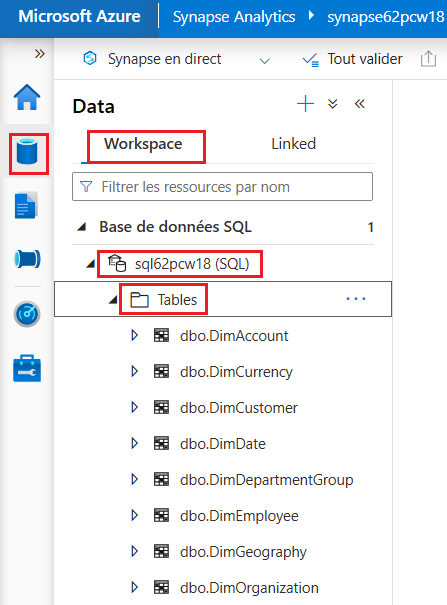 Microsoft Azure
Synapse Analytics
synapse62pcw18
Synapse en direct
Tout valider
Data
Workspace
Linked
Filtrer les ressources par nom
Base de données SQL 1
sql62pcw18 (SQL)
Tables
dbo.DimAccount
dbo.DimCurrency
dbo.DimCustomer
dbo.DimDate
dbo.DimDepartmentGroup
dbo.DimEmployee
dbo.DimGeography
dbo.DimOrganization